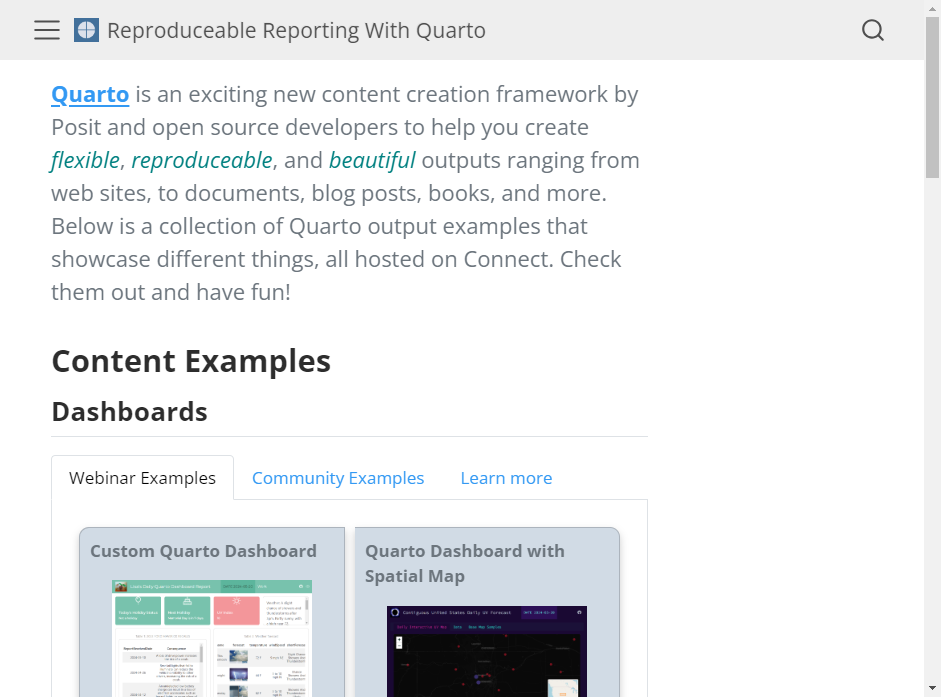 Reproduceable Reporting With Quarto
Quarto is an exciting new content creation framework by
Posit and open source developers to help you create
flexible, reproduceable, and beautiful outputs ranging from
web sites, to documents, blog posts, books, and more.
Below is a collection of Quarto output examples that
showcase different things, all hosted on Connect. Check
them out and have fun!
Content Examples
Dashboards
Webinar Examples
Community Examples
Learn more
Custom Quarto Dashboard
Quarto Dashboard with
Spatial Map